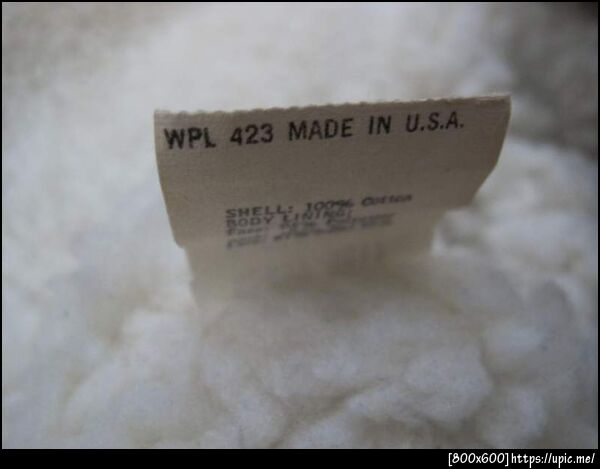 WPL 423 MADE IN U.S.A.
SHELL: 100% COTTON
BODY LINING:
[800x600]https://upic.me/